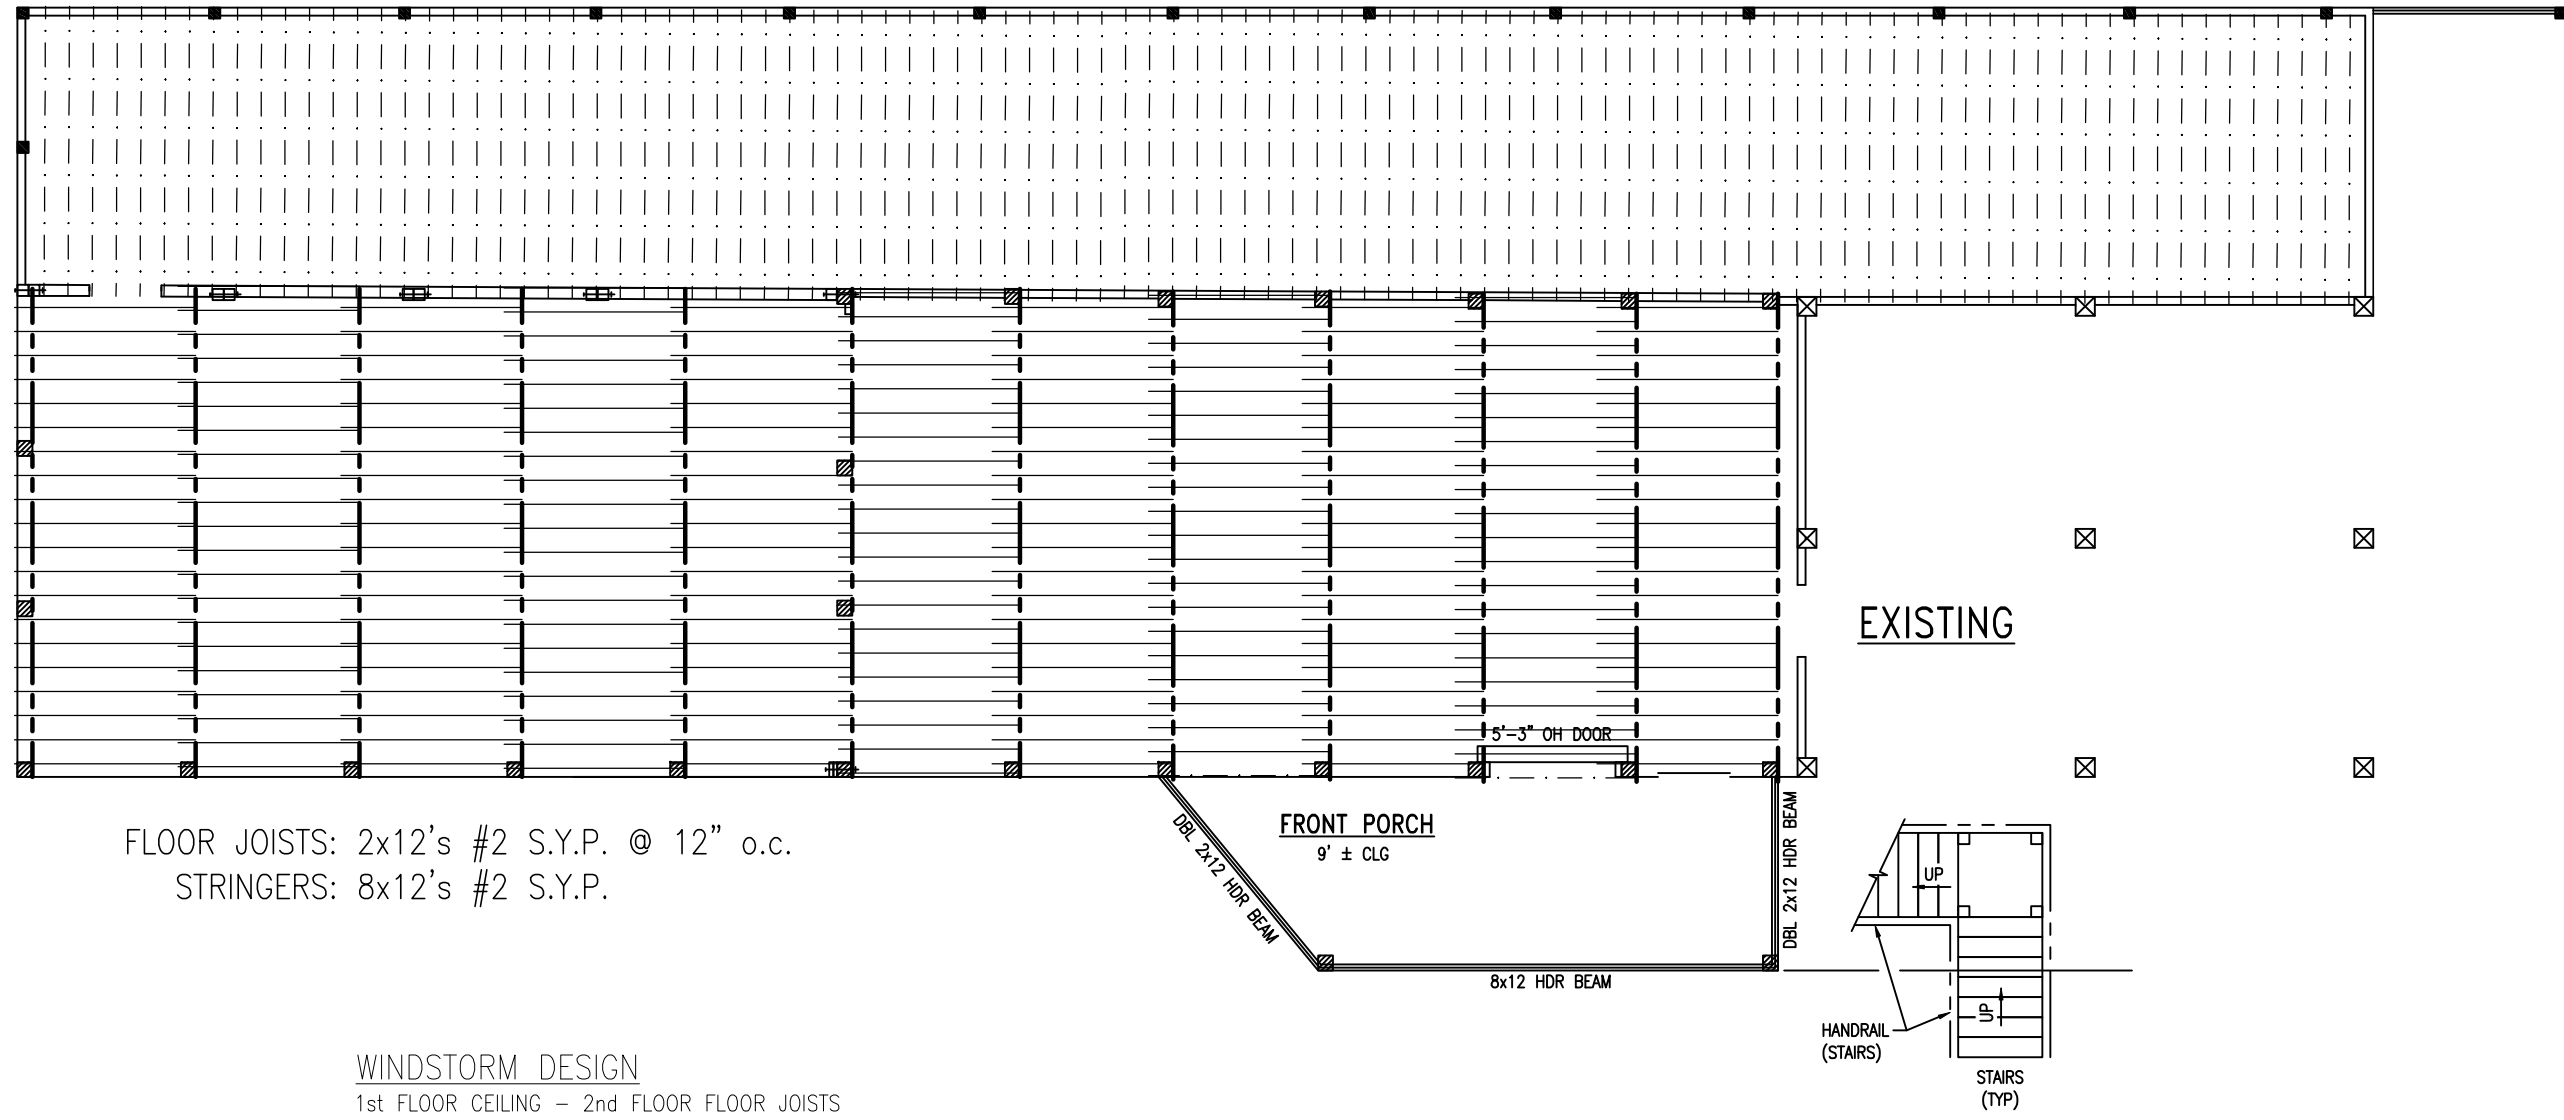 5'-3" OH DOOR
EXISTING
FLOOR JOISTS: 2x12's #2 S.Y.P. @ 12" o.c.
STRINGERS: 8x12's #2 S.Y.P.
FRONT PORCH
9' ± CLG
DBL 2x12 HDR BEAM
DBL 2x12 HDR BEAM
8x12 HDR BEAM
UP
UP
HANDRAIL
(STAIRS)
STAIRS
(TYP)
WINDSTORM DESIGN
1st FLOOR CEILING - 2nd FLOOR FLOOR JOISTS